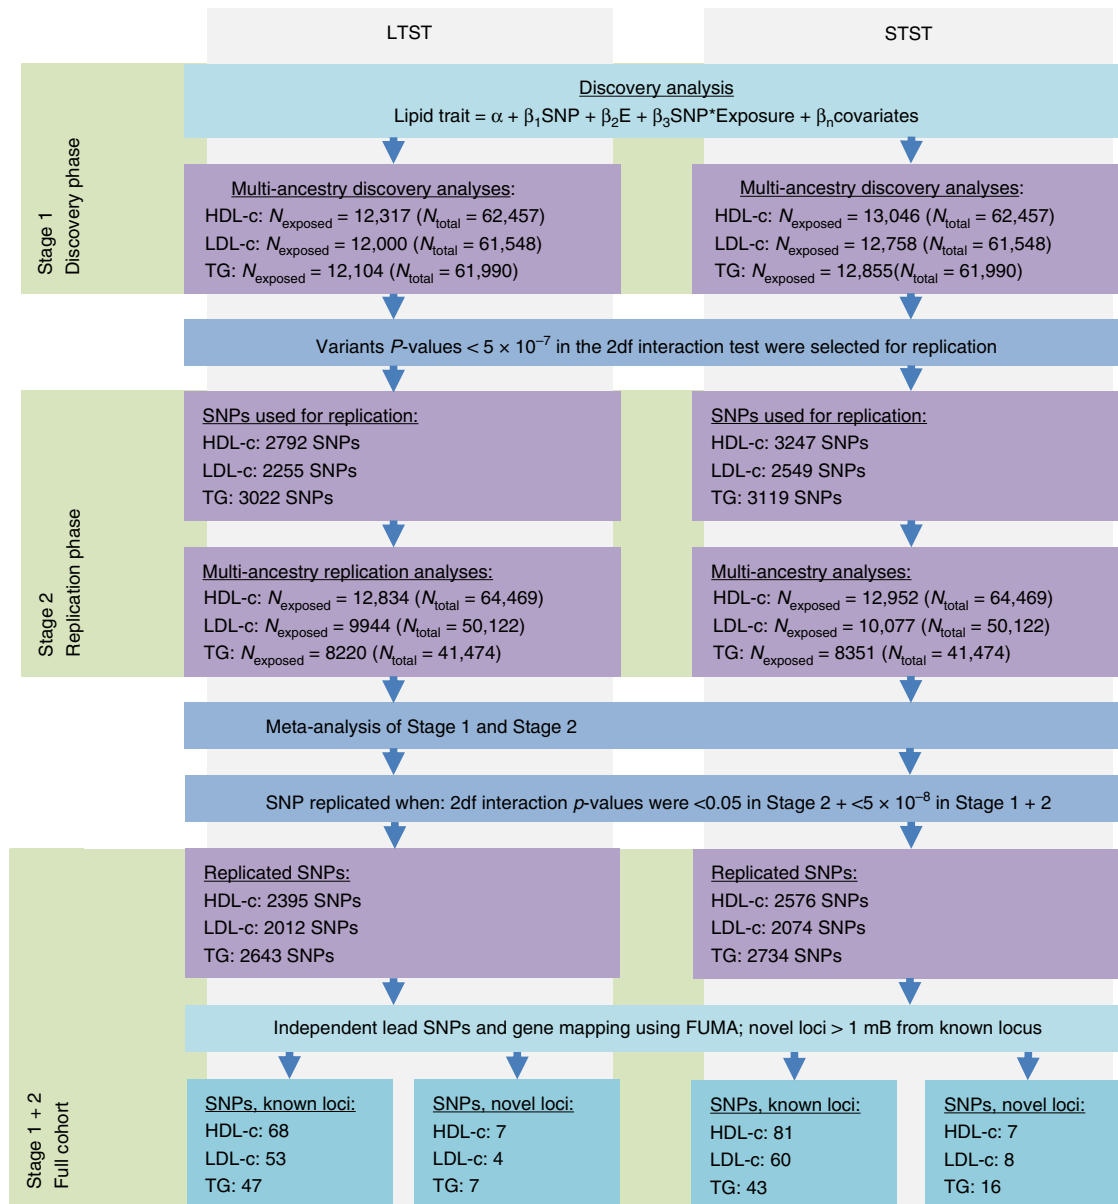 LTST
STST
Stage 1
Discovery phase
Discovery analysis
Lipid trait = α + β1SNP + β2E + β3SNP*Exposure + βncovariates
Multi-ancestry discovery analyses:
HDL-c: Nexposed = 12,317 (Ntotal = 62,457)
LDL-c: Nexposed = 12,000 (Ntotal = 61,548)
TG: Nexposed = 12,104 (Ntotal = 61,990)
Multi-ancestry discovery analyses:
HDL-c: Nexposed = 13,046 (Ntotal = 62,457)
LDL-c: Nexposed = 12,758 (Ntotal = 61,548)
TG: Nexposed = 12,855(Ntotal = 61,990)
Variants P-values < 5 × 10⁻⁷ in the 2df interaction test were selected for replication
Stage 2
Replication phase
SNPs used for replication:
HDL-c: 2792 SNPs
LDL-c: 2255 SNPs
TG: 3022 SNPs
SNPs used for replication:
HDL-c: 3247 SNPs
LDL-c: 2549 SNPs
TG: 3119 SNPs
Multi-ancestry replication analyses:
HDL-c: Nexposed = 12,834 (Ntotal = 64,469)
LDL-c: Nexposed = 9944 (Ntotal = 50,122)
TG: Nexposed = 8220 (Ntotal = 41,474)
Multi-ancestry analyses:
HDL-c: Nexposed = 12,952 (Ntotal = 64,469)
LDL-c: Nexposed = 10,077 (Ntotal = 50,122)
TG: Nexposed = 8351 (Ntotal = 41,474)
Meta-analysis of Stage 1 and Stage 2
SNP replicated when: 2df interaction p-values were <0.05 in Stage 2 + <5 × 10⁻⁸ in Stage 1 + 2
Stage 1 + 2
Full cohort
Replicated SNPs:
HDL-c: 2395 SNPs
LDL-c: 2012 SNPs
TG: 2643 SNPs
Replicated SNPs:
HDL-c: 2576 SNPs
LDL-c: 2074 SNPs
TG: 2734 SNPs
Independent lead SNPs and gene mapping using FUMA; novel loci > 1 mB from known locus
SNPs, known loci:
HDL-c: 68
LDL-c: 53
TG: 47
SNPs, novel loci:
HDL-c: 7
LDL-c: 4
TG: 7
SNPs, known loci:
HDL-c: 81
LDL-c: 60
TG: 43
SNPs, novel loci:
HDL-c: 7
LDL-c: 8
TG: 16